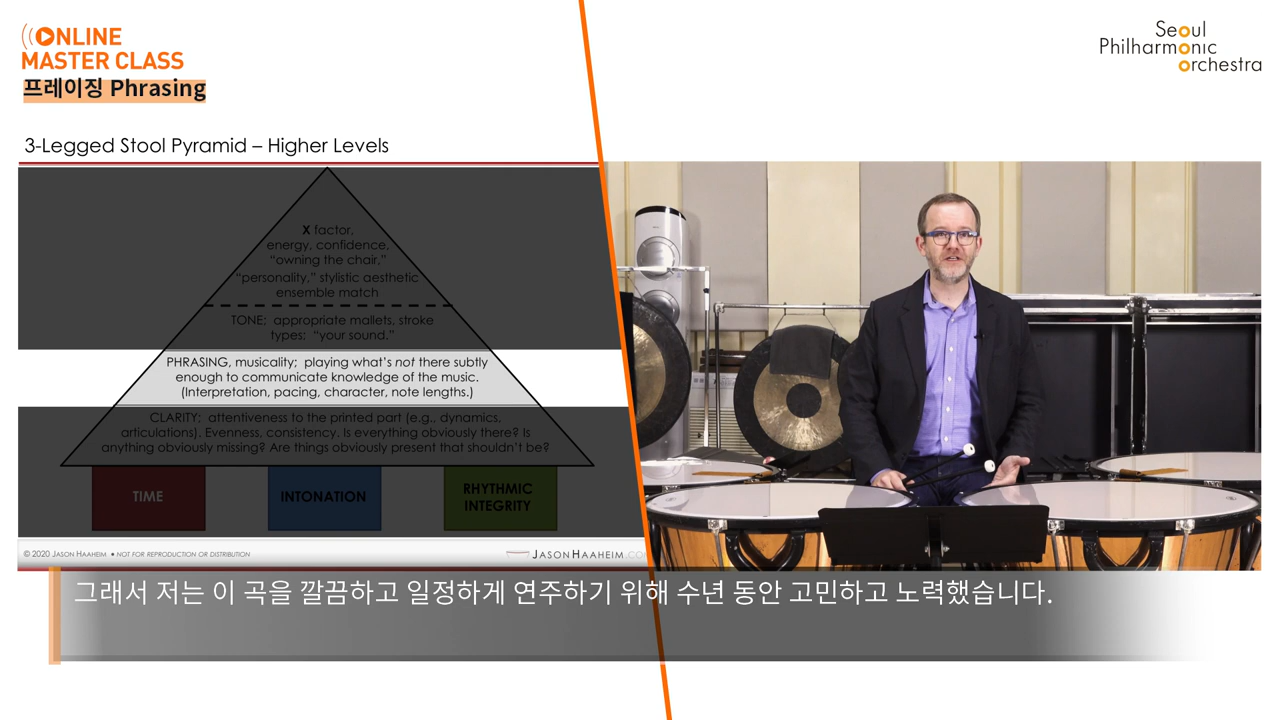 ONLINE
MASTER CLASS
프레이징 Phrasing
Seoul
Philharmonic
orchestra
3-Legged Stool Pyramid – Higher Levels
X factor,
energy, confidence,
“owning the chair,”
“personality,” stylistic aesthetic
ensemble match
TONE; appropriate mallets, stroke
types; “your sound.”
PHRASING, musicality; playing what’s not there subtly
enough to communicate knowledge of the music.
(Interpretation, pacing, character, note lengths.)
CLARITY; attentiveness to the printed part (e.g., dynamics,
articulations). Evenness, consistency. Is everything obviously there? Is
anything obviously missing? Are things obviously present that shouldn’t be?
TIME
INTONATION
RHYTHMIC
INTEGRITY
© 2020 JASON HAAHEIM • NOT FOR REPRODUCTION OR DISTRIBUTION
JASONHAAHEIM.CO
그래서 저는 이 곡을 깔끔하고 일정하게 연주하기 위해 수년 동안 고민하고 노력했습니다.